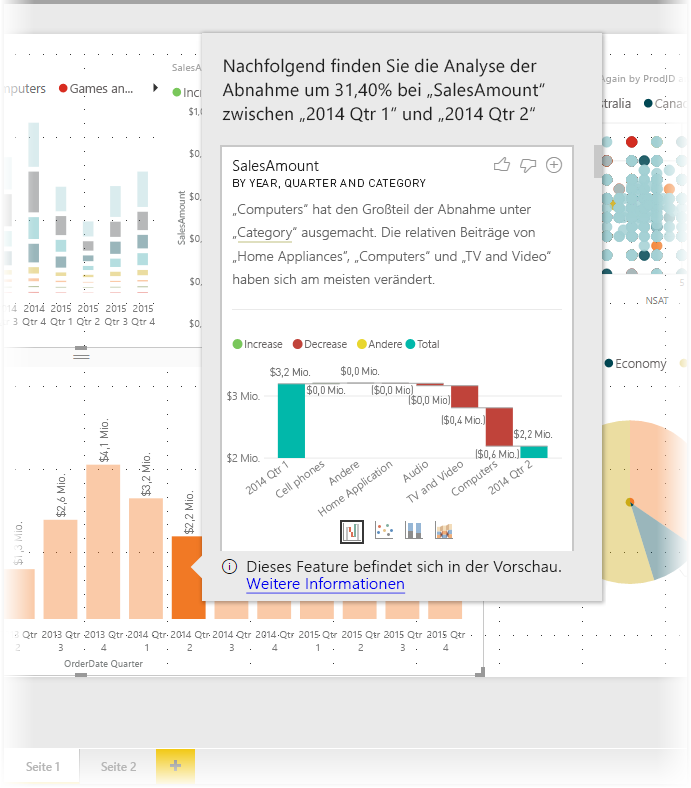 SalesA
mputers
Games an...
Inc
$1,
$0,
$0,
$0,
$0,
$0,
SalesAmount
2014
Qtr 4
2015
Qtr 1
2015
Qtr 2
2015
Qtr 3
2015
Qtr 4
Again by ProdJD a
stralia
Canad
NSAT
Economy
Nachfolgend finden Sie die Analyse der
Abnahme um 31,40% bei „SalesAmount“
zwischen „2014 Qtr 1“ und „2014 Qtr 2“
SalesAmount
BY YEAR, QUARTER AND CATEGORY
„Computers“ hat den Großteil der Abnahme unter
„Category“ ausgemacht. Die relativen Beiträge von
„Home Appliances“, „Computers“ und „TV and Video“
haben sich am meisten verändert.
Increase
Decrease
Andere
Total
$3 Mio.
$2 Mio.
$3,2 Mio.
$0,0 Mio.
$0,0 Mio.
($0,0 Mio)
($0,0 Mio)
($0,4 Mio.)
($0,6 Mio.)
$2,2 Mio.
2014 Qtr 1
Cell phones
Andere
Home Application
Audio
TV and Video
Computers
2014 Qtr 2
Dieses Feature befindet sich in der Vorschau.
Weitere Informationen
$1,3 Mio.
$2,6 Mio.
$4,1 Mio.
$3,2 Mio.
$2,2 Mio.
Qtr
2
2013 Qtr
3
2013 Qtr
4
2014 Qtr
1
2014 Qtr
2
2014 Qtr
3
2014 Qtr
4
2015 Qtr
1
2015 Qtr
2
2015 Qtr
3
2015 Qtr
4
OrderDate Quarter
Seite 1
Seite 2
+